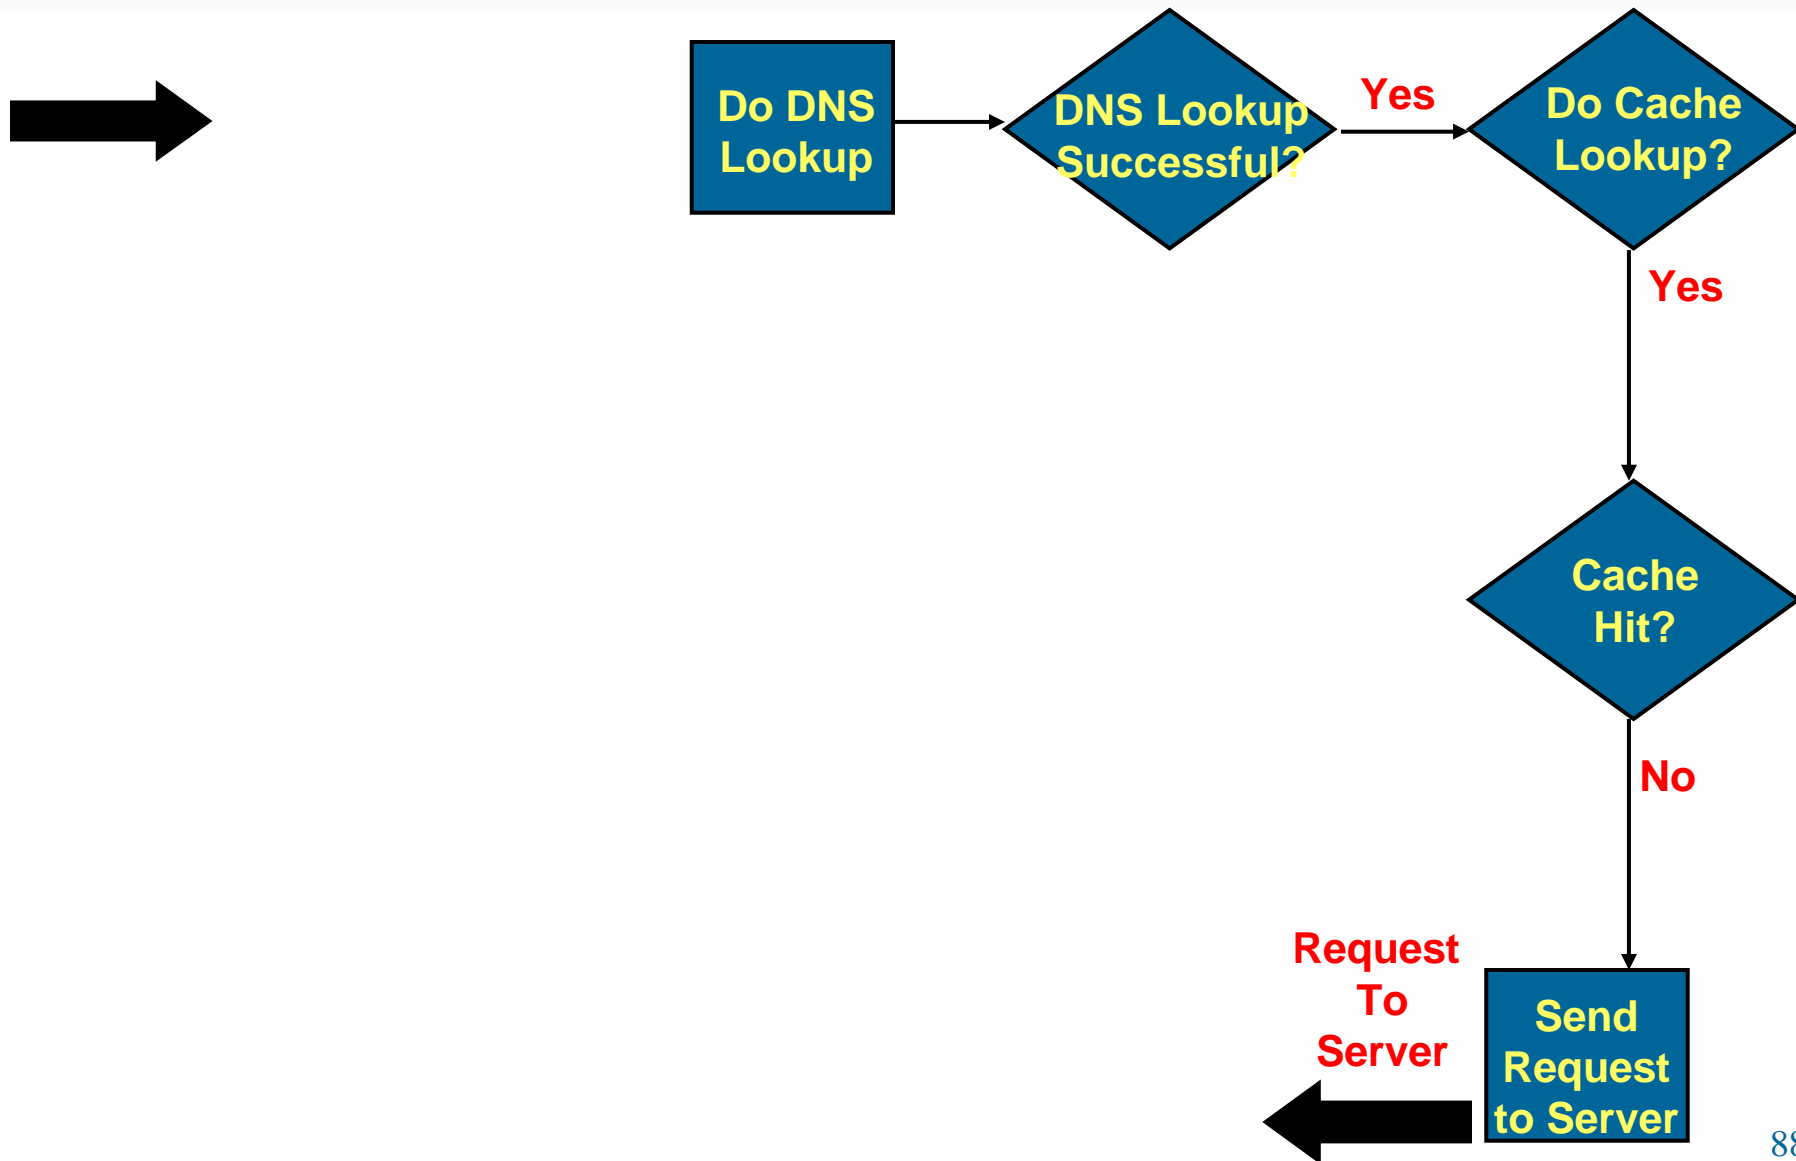 Do DNS
Lookup
DNS Lookup
Successful?
Yes
Do Cache
Lookup?
Yes
Cache
Hit?
No
Request
To
Server
Send
Request
to Server
88